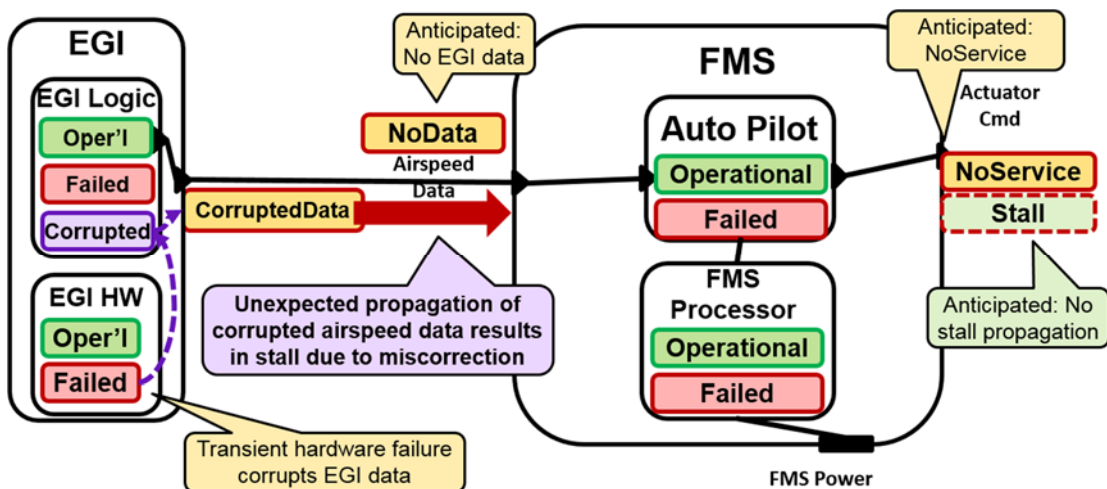 EGI
EGI Logic
Oper'l
Failed
Corrupted
EGI HW
Oper'l
Failed
Transient hardware failure
corrupts EGI data
Anticipated:
No EGI data
NoData
Airspeed
Data
CorruptedData
Unexpected propagation of
corrupted airspeed data results
in stall due to miscorrection
FMS
Auto Pilot
Operational
Failed
FMS
Processor
Operational
Failed
FMS Power
Anticipated:
NoService
Actuator
Cmd
NoService
Stall
Anticipated: No
stall propagation